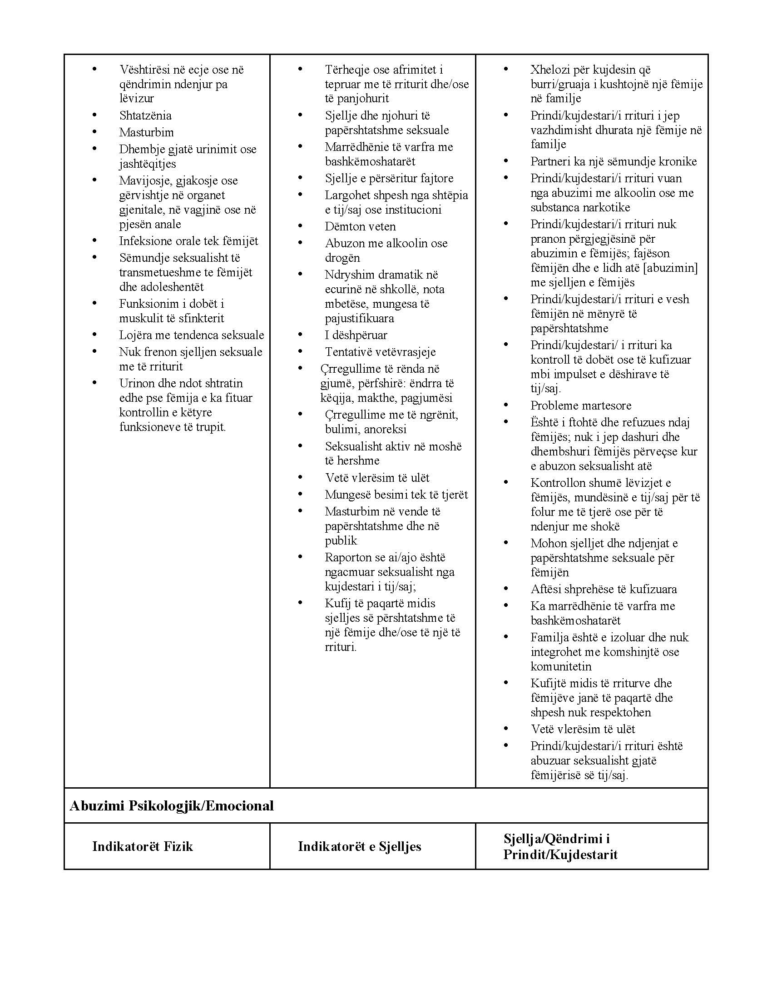 • Vështirësi në ecje ose në
qëndrimin ndenjur pa
lëvizur
• Shtatzënia
• Masturbim
• Dhembje gjatë urinimit ose
jashtëqitjes
• Mavijosje, gjakosje ose
gërvishtje në organet
gjenitale, në vagjinë ose në
pjesën anale
• Infeksione orale tek fëmijët
• Sëmundje seksualisht të
transmetueshme te fëmijët
dhe adoleshentët
• Funksionim i dobët i
muskulit të sfinkterit
• Lojëra me tendenca seksuale
• Nuk frenon sjelljen seksuale
me të rriturit
• Urinon dhe ndot shtratin
edhe pse fëmija e ka fituar
kontrollin e këtyre
funksioneve të trupit.
• Tërheqje ose afrimitet i
tepruar me të rriturit dhe/ose
të panjohurit
• Sjellje dhe njohuri të
papërshtatshme seksuale
• Marrëdhënie të varfra me
bashkëmoshatarët
• Sjellje e përsëritur fajtore
• Largohet shpesh nga shtëpia
e tij/saj ose institucioni
• Dëmton veten
• Abuzon me alkoolin ose
drogën
• Ndryshim dramatik në
ecurinë në shkollë, nota
mbetëse, mungesa të
pajustifikuara
• I dëshpëruar
• Tentativë vetëvrasjeje
• Çrregullime të rënda në
gjumë, përfshirë: ëndrra të
këqija, makthe, pagjumësi
• Çrregullime me të ngrënit,
bulimi, anoreksi
• Seksualisht aktiv në moshë
të hershme
• Vetë vlerësim të ulët
• Mungesë besimi tek të tjerët
• Masturbim në vende të
papërshtatshme dhe në
publik
• Raporton se ai/ajo është
ngacmuar seksualisht nga
kujdestari i tij/saj;
• Kufij të paqartë midis
sjelljes së përshtatshme të
një fëmije dhe/ose të një të
rrituri.
• Xhelozi për kujdesin që
burri/gruaja i kushtojnë një fëmije
në familje
• Prindi/kujdestari/i rrituri i jep
vazhdimisht dhurata një fëmije në
familje
• Partneri ka një sëmundje kronike
• Prindi/kujdestari/i rrituri vuan
nga abuzimi me alkoolin ose me
substanca narkotike
• Prindi/kujdestari/i rrituri nuk
pranon përgjegjësinë për
abuzimin e fëmijës; fajëson
fëmijën dhe e lidh atë [abuzimin]
me sjelljen e fëmijës
• Prindi/kujdestari/i rrituri e vesh
fëmijën në mënyrë të
papërshtatshme
• Prindi/kujdestari/ i rrituri ka
kontroll të dobët ose të kufizuar
mbi impulset e dëshirave të
tij/saj.
• Probleme martesore
• Është i ftohtë dhe refuzues ndaj
fëmijës; nuk i jep dashuri dhe
dhembshuri fëmijës përveçse kur
e abuzon seksualisht atë
• Kontrollon shumë lëvizjet e
fëmijës, mundësinë e tij/saj për të
folur me të tjerë ose për të
ndenjur me shokë
• Mohon sjelljet dhe ndjenjat e
papërshtatshme seksuale për
fëmijën
• Aftësi shprehëse të kufizuara
• Ka marrëdhënie të varfra me
bashkëmoshatarët
• Familja është e izoluar dhe nuk
integrohet me komshinjtë ose
komunitetin
• Kufijtë midis të rriturve dhe
fëmijëve janë të paqartë dhe
shpesh nuk respektohen
• Vetë vlerësim të ulët
• Prindi/kujdestari/i rrituri është
abuzuar seksualisht gjatë
fëmijërisë së tij/saj.
Abuzimi Psikologjik/Emocional
Indikatorët Fizik
Indikatorët e Sjelljes
Sjellja/Qëndrimi i
Prindit/Kujdestarit